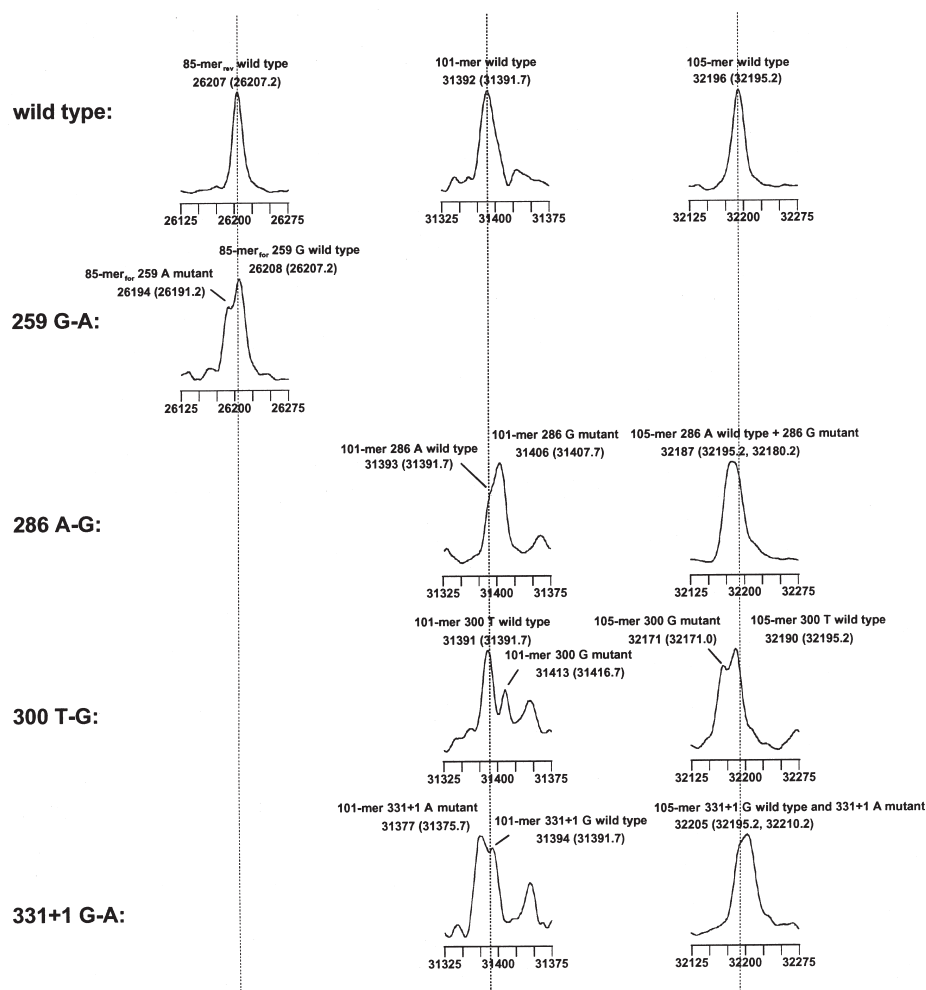 wild type:
85-mer rev wild type
26207 (26207.2)
26125 26200 26275
101-mer wild type
31392 (31391.7)
31325 31400 31375
105-mer wild type
32196 (32195.2)
32125 32200 32275
259 G-A:
85-mer for 259 G wild type
26208 (26207.2)
85-mer for 259 A mutant
26194 (26191.2)
26125 26200 26275
286 A-G:
101-mer 286 A wild type
31393 (31391.7)
101-mer 286 G mutant
31406 (31407.7)
31325 31400 31375
105-mer 286 A wild type + 286 G mutant
32187 (32195.2, 32180.2)
32125 32200 32275
300 T-G:
101-mer 300 T wild type
31391 (31391.7)
101-mer 300 G mutant
31413 (31416.7)
31325 31400 31375
105-mer 300 G mutant
32171 (32171.0)
105-mer 300 T wild type
32190 (32195.2)
32125 32200 32275
331+1 G-A:
101-mer 331+1 A mutant
31377 (31375.7)
101-mer 331+1 G wild type
31394 (31391.7)
31325 31400 31375
105-mer 331+1 G wild type and 331+1 A mutant
32205 (32195.2, 32210.2)
32125 32200 32275